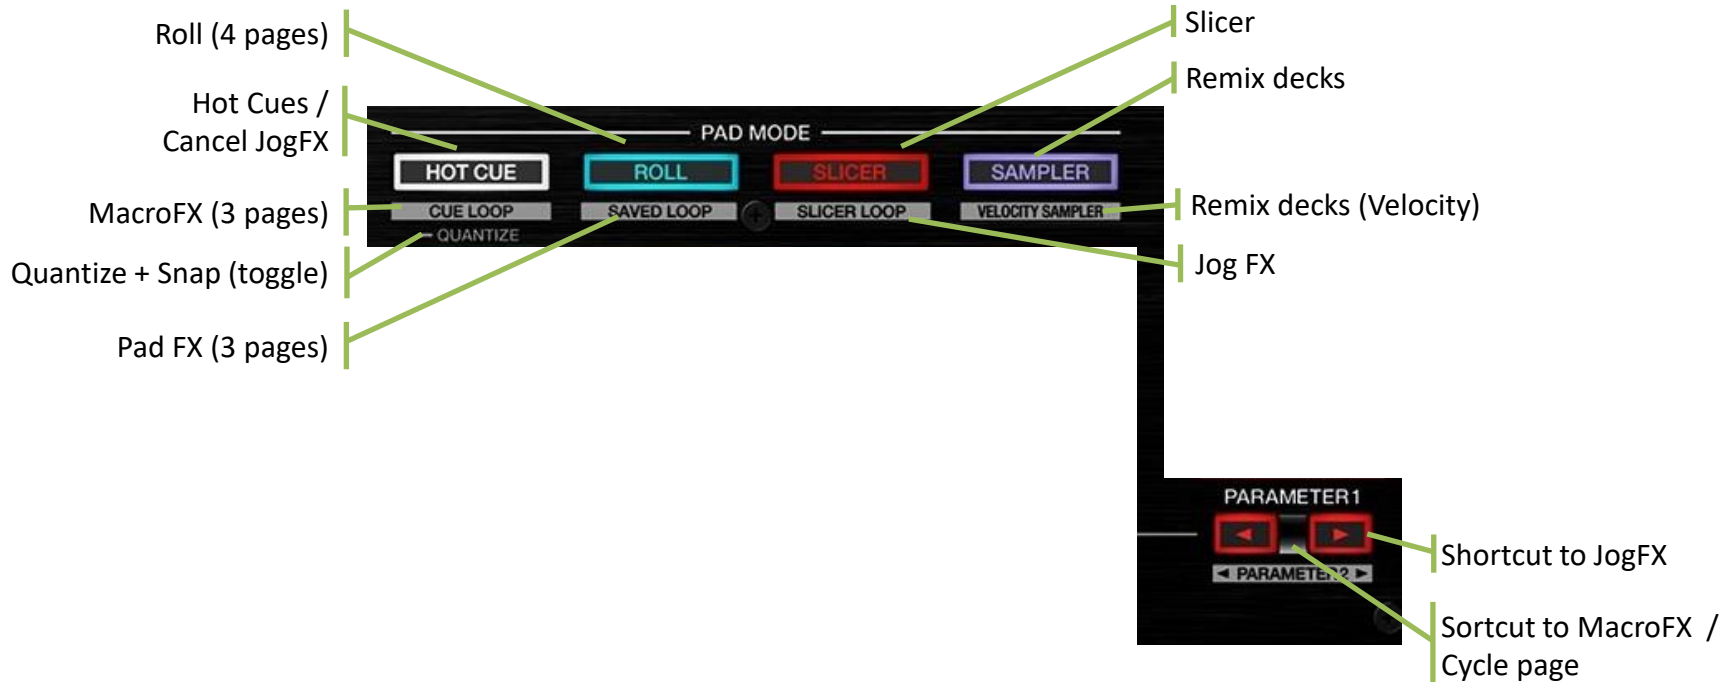 Roll (4 pages)
Slicer
Hot Cues /
Cancel JogFX
Remix decks
PAD MODE
HOT CUE
ROLL
SLICER
SAMPLER
MacroFX (3 pages)
CUE LOOP
SAVED LOOP
SLICER LOOP
VELOCITY SAMPLER
Remix decks (Velocity)
QUANTIZE
Quantize + Snap (toggle)
Jog FX
Pad FX (3 pages)
PARAMETER1
◄ ►
◄ PARAMETER2 ►
Shortcut to JogFX
Sortcut to MacroFX /
Cycle page